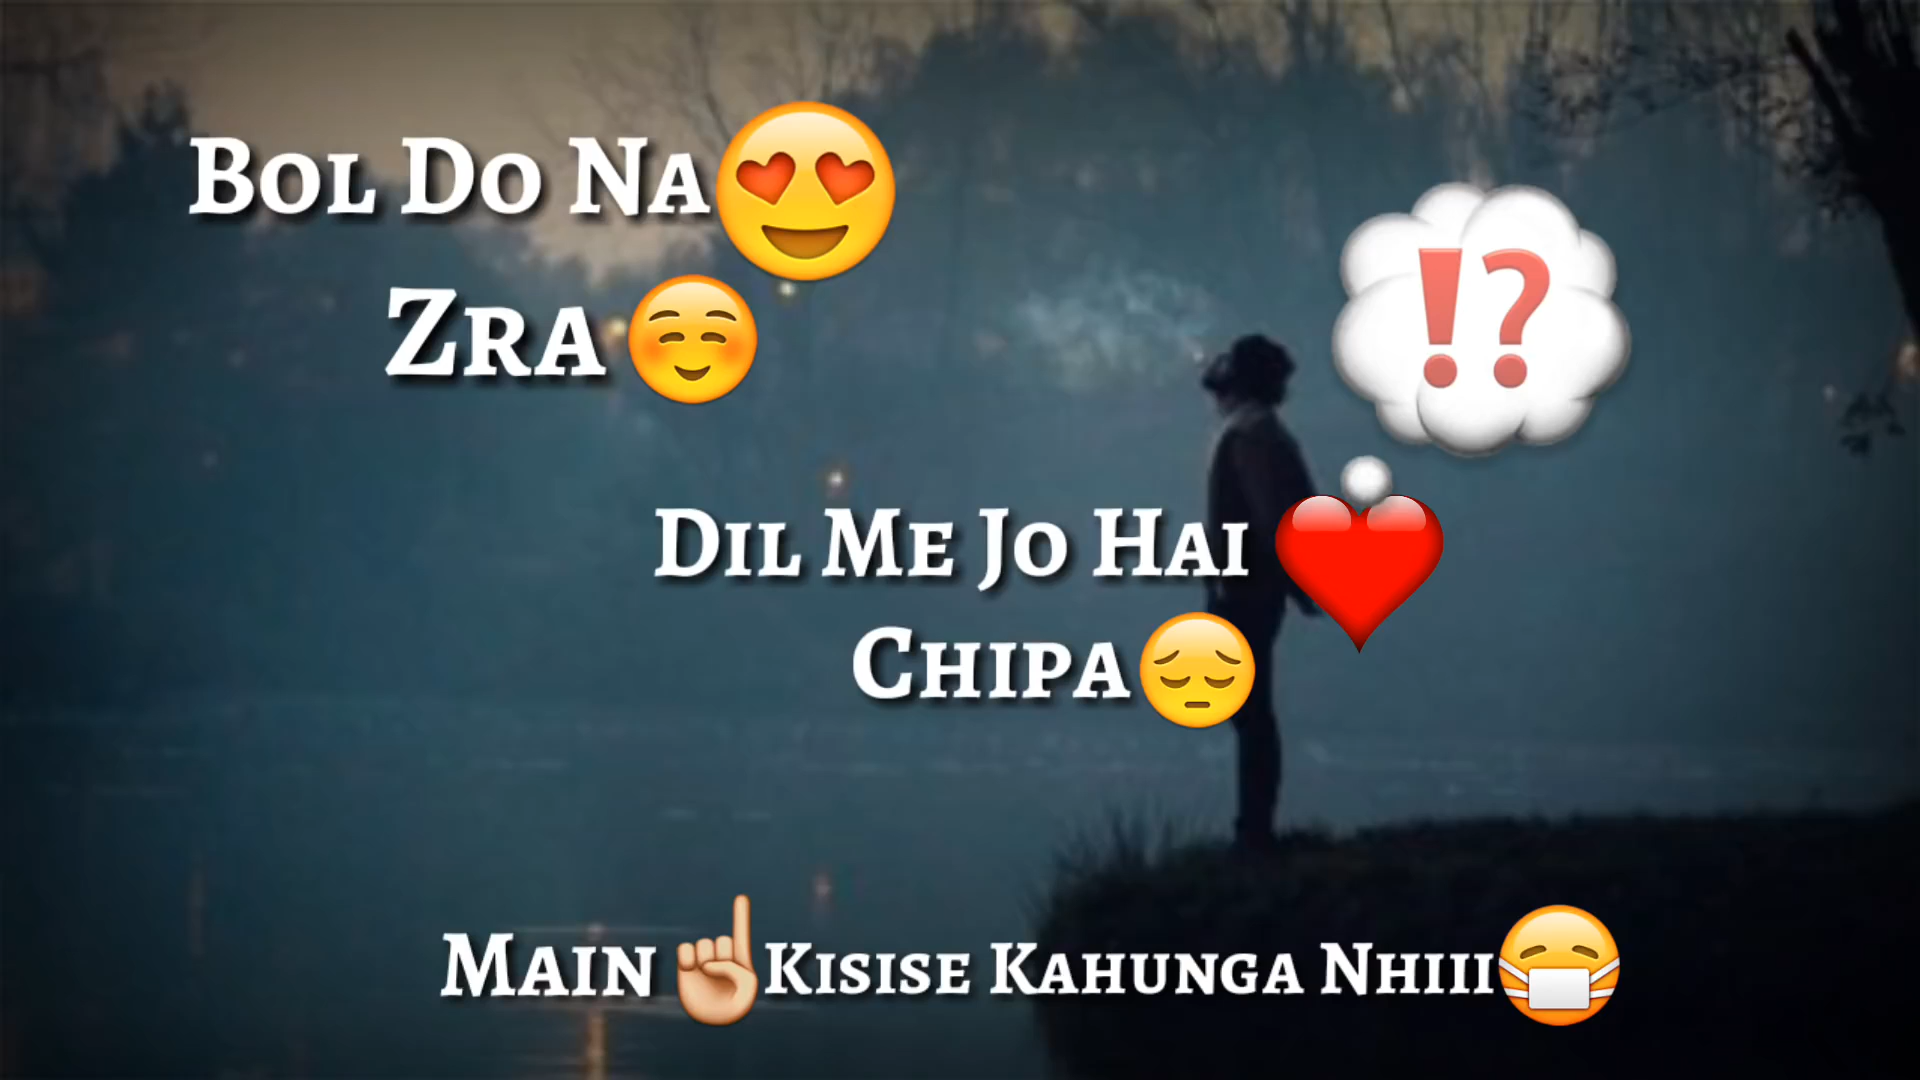 Bol Do Na😍
Zra☺️
⁉
Dil Me Jo Hai ❤️
Chipa😔
Main☝🏼Kisise Kahunga Nhiii😷